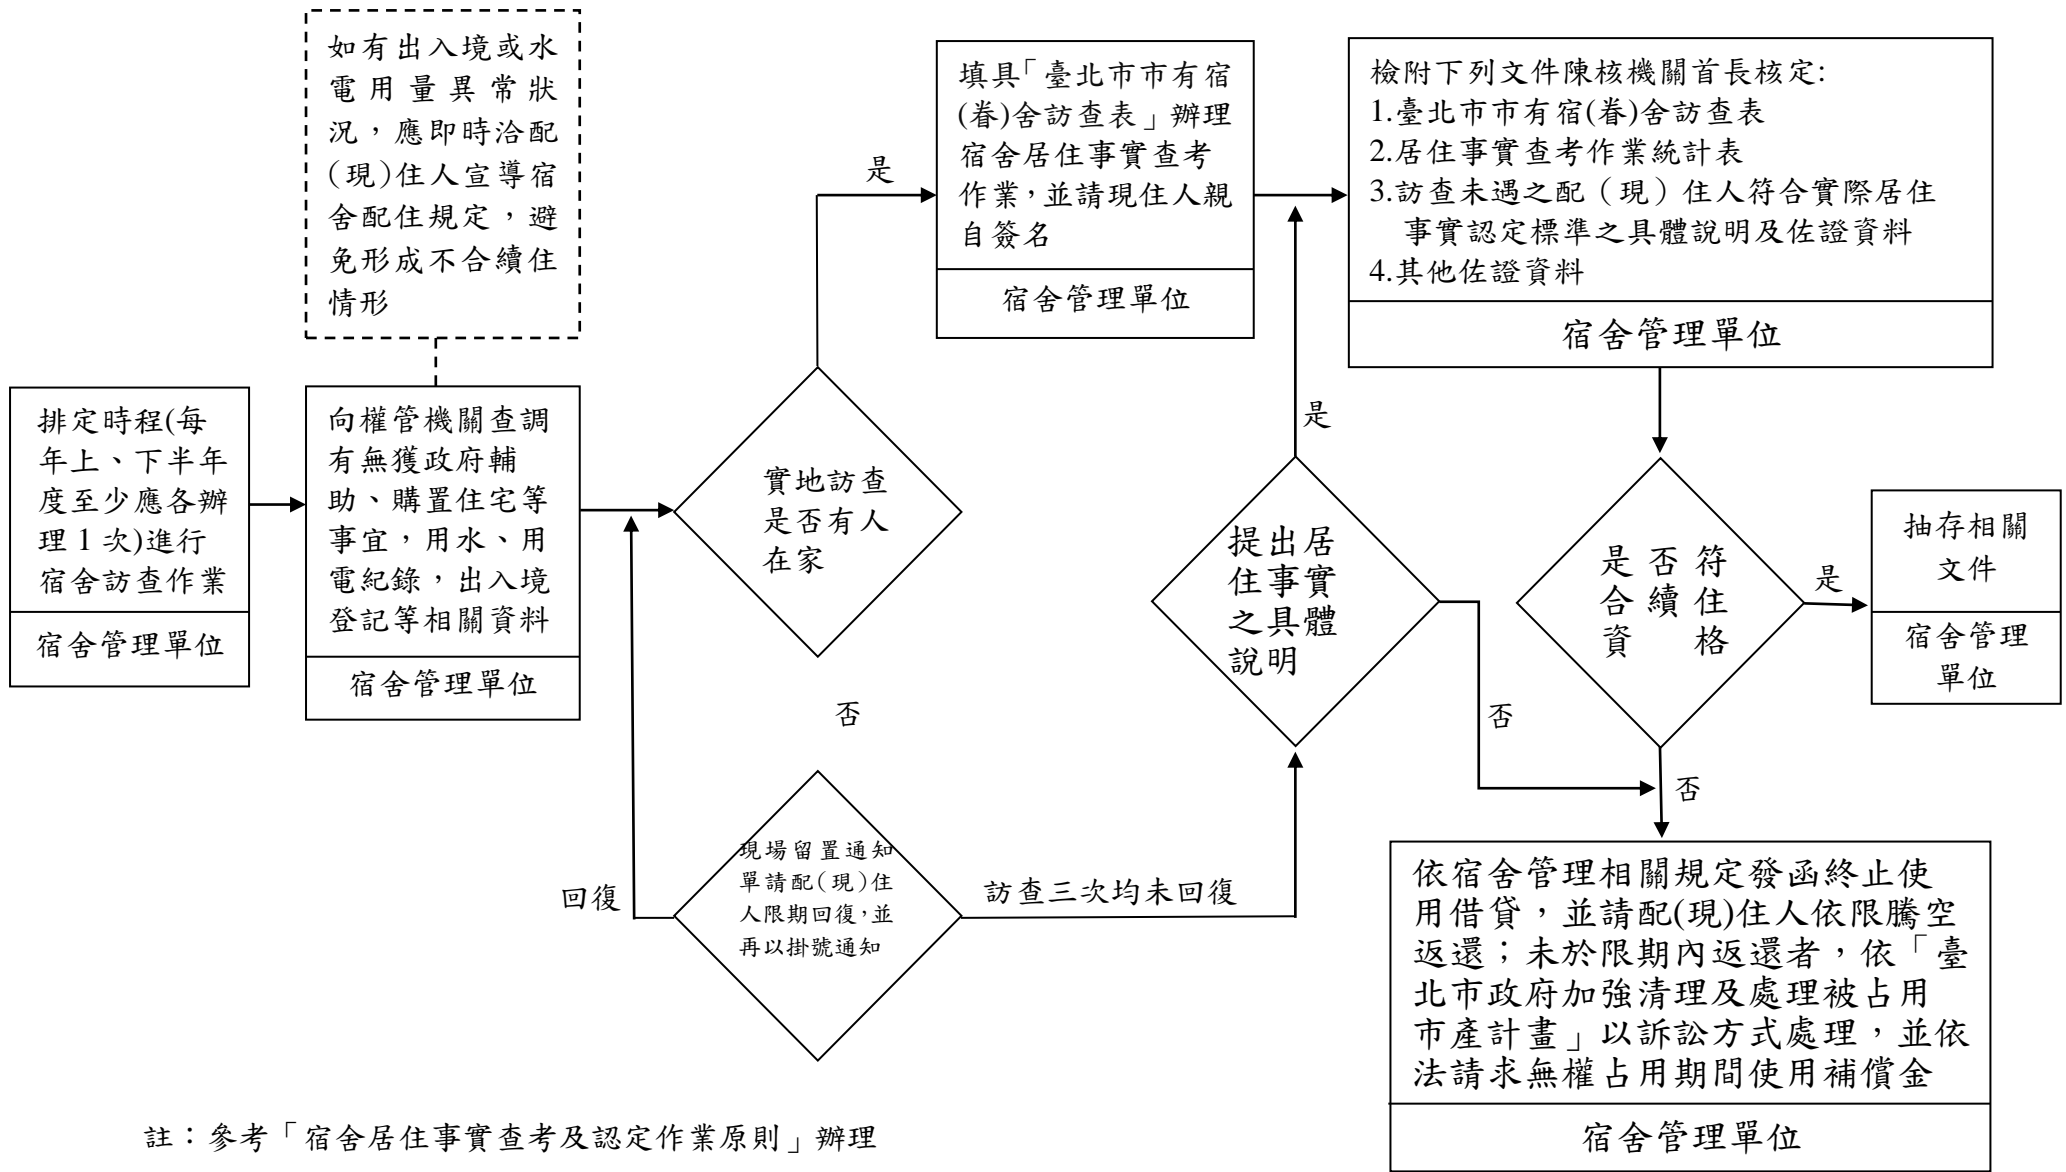 如有出入境或水
電用量異常狀
況，應即時洽配
(現)住人宣導宿
舍配住規定，避
免形成不合續住
情形
排定時程(每
年上、下半年
度至少應各辦
理 1 次)進行
宿舍訪查作業
宿舍管理單位
向權管機關查調
有無獲政府輔
助、購置住宅等
事宜，用水、用
電紀錄，出入境
登記等相關資料
宿舍管理單位
實地訪查
是否有人
在家
是
否
現場留置通知
單請配(現)住
人限期回復，並
再以掛號通知
回復
訪查三次均未回復
填具「臺北市市有宿
(眷)舍訪查表」辦理
宿舍居住事實查考
作業，並請現住人親
自簽名
宿舍管理單位
提出居
住事實
之具體
說明
是
否
檢附下列文件陳核機關首長核定:
1.臺北市市有宿(眷)舍訪查表
2.居住事實查考作業統計表
3.訪查未遇之配（現）住人符合實際居住
事實認定標準之具體說明及佐證資料
4.其他佐證資料
宿舍管理單位
是否符
合續住
資格
是
否
抽存相關
文件
宿舍管理
單位
依宿舍管理相關規定發函終止使
用借貸，並請配(現)住人依限騰空
返還；未於限期內返還者，依「臺
北市政府加強清理及處理被占用
市產計畫」以訴訟方式處理，並依
法請求無權占用期間使用補償金
宿舍管理單位
註：參考「宿舍居住事實查考及認定作業原則」辦理